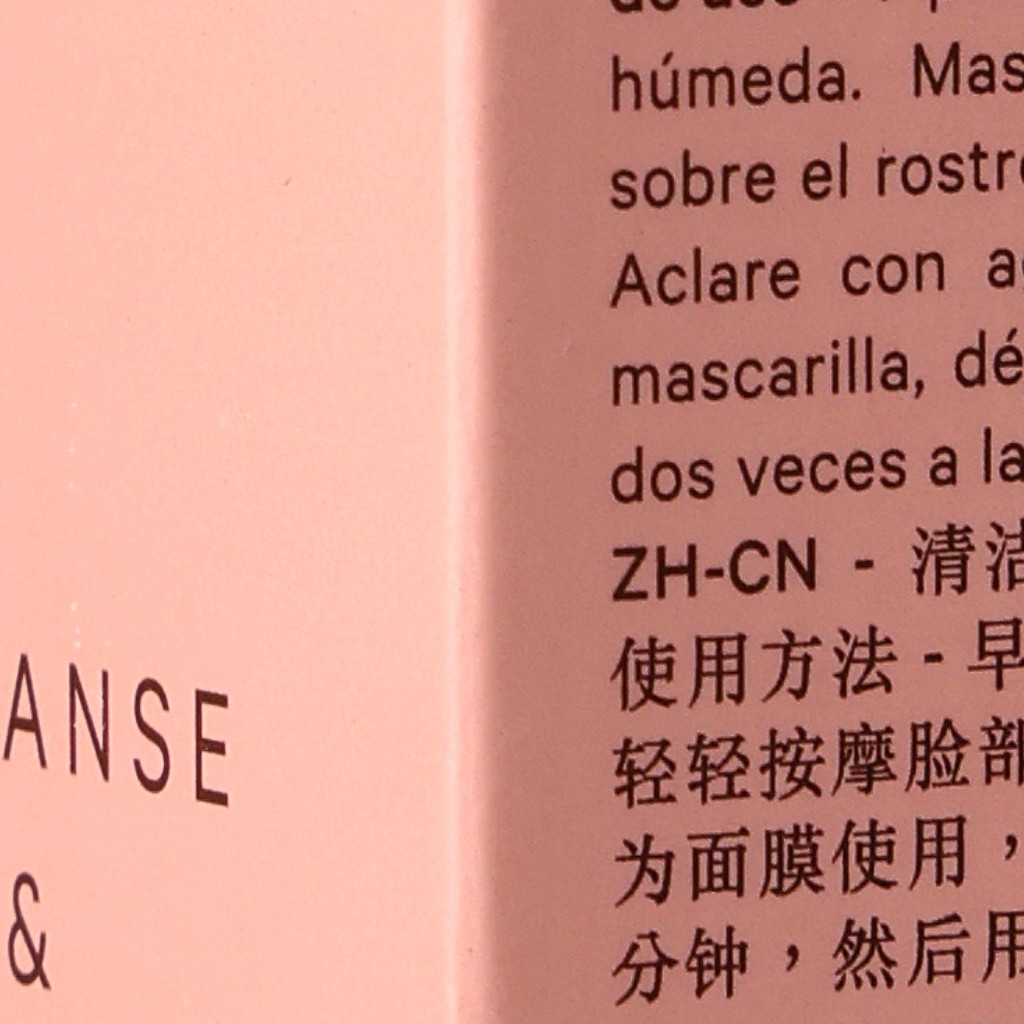 ANSE
&
húmeda. Mas
sobre el rostr
Aclare con a
mascarilla, dé
dos veces a la
ZH-CN - 清洁
使用方法 - 早
轻轻按摩脸部
为面膜使用，
分钟，然后用